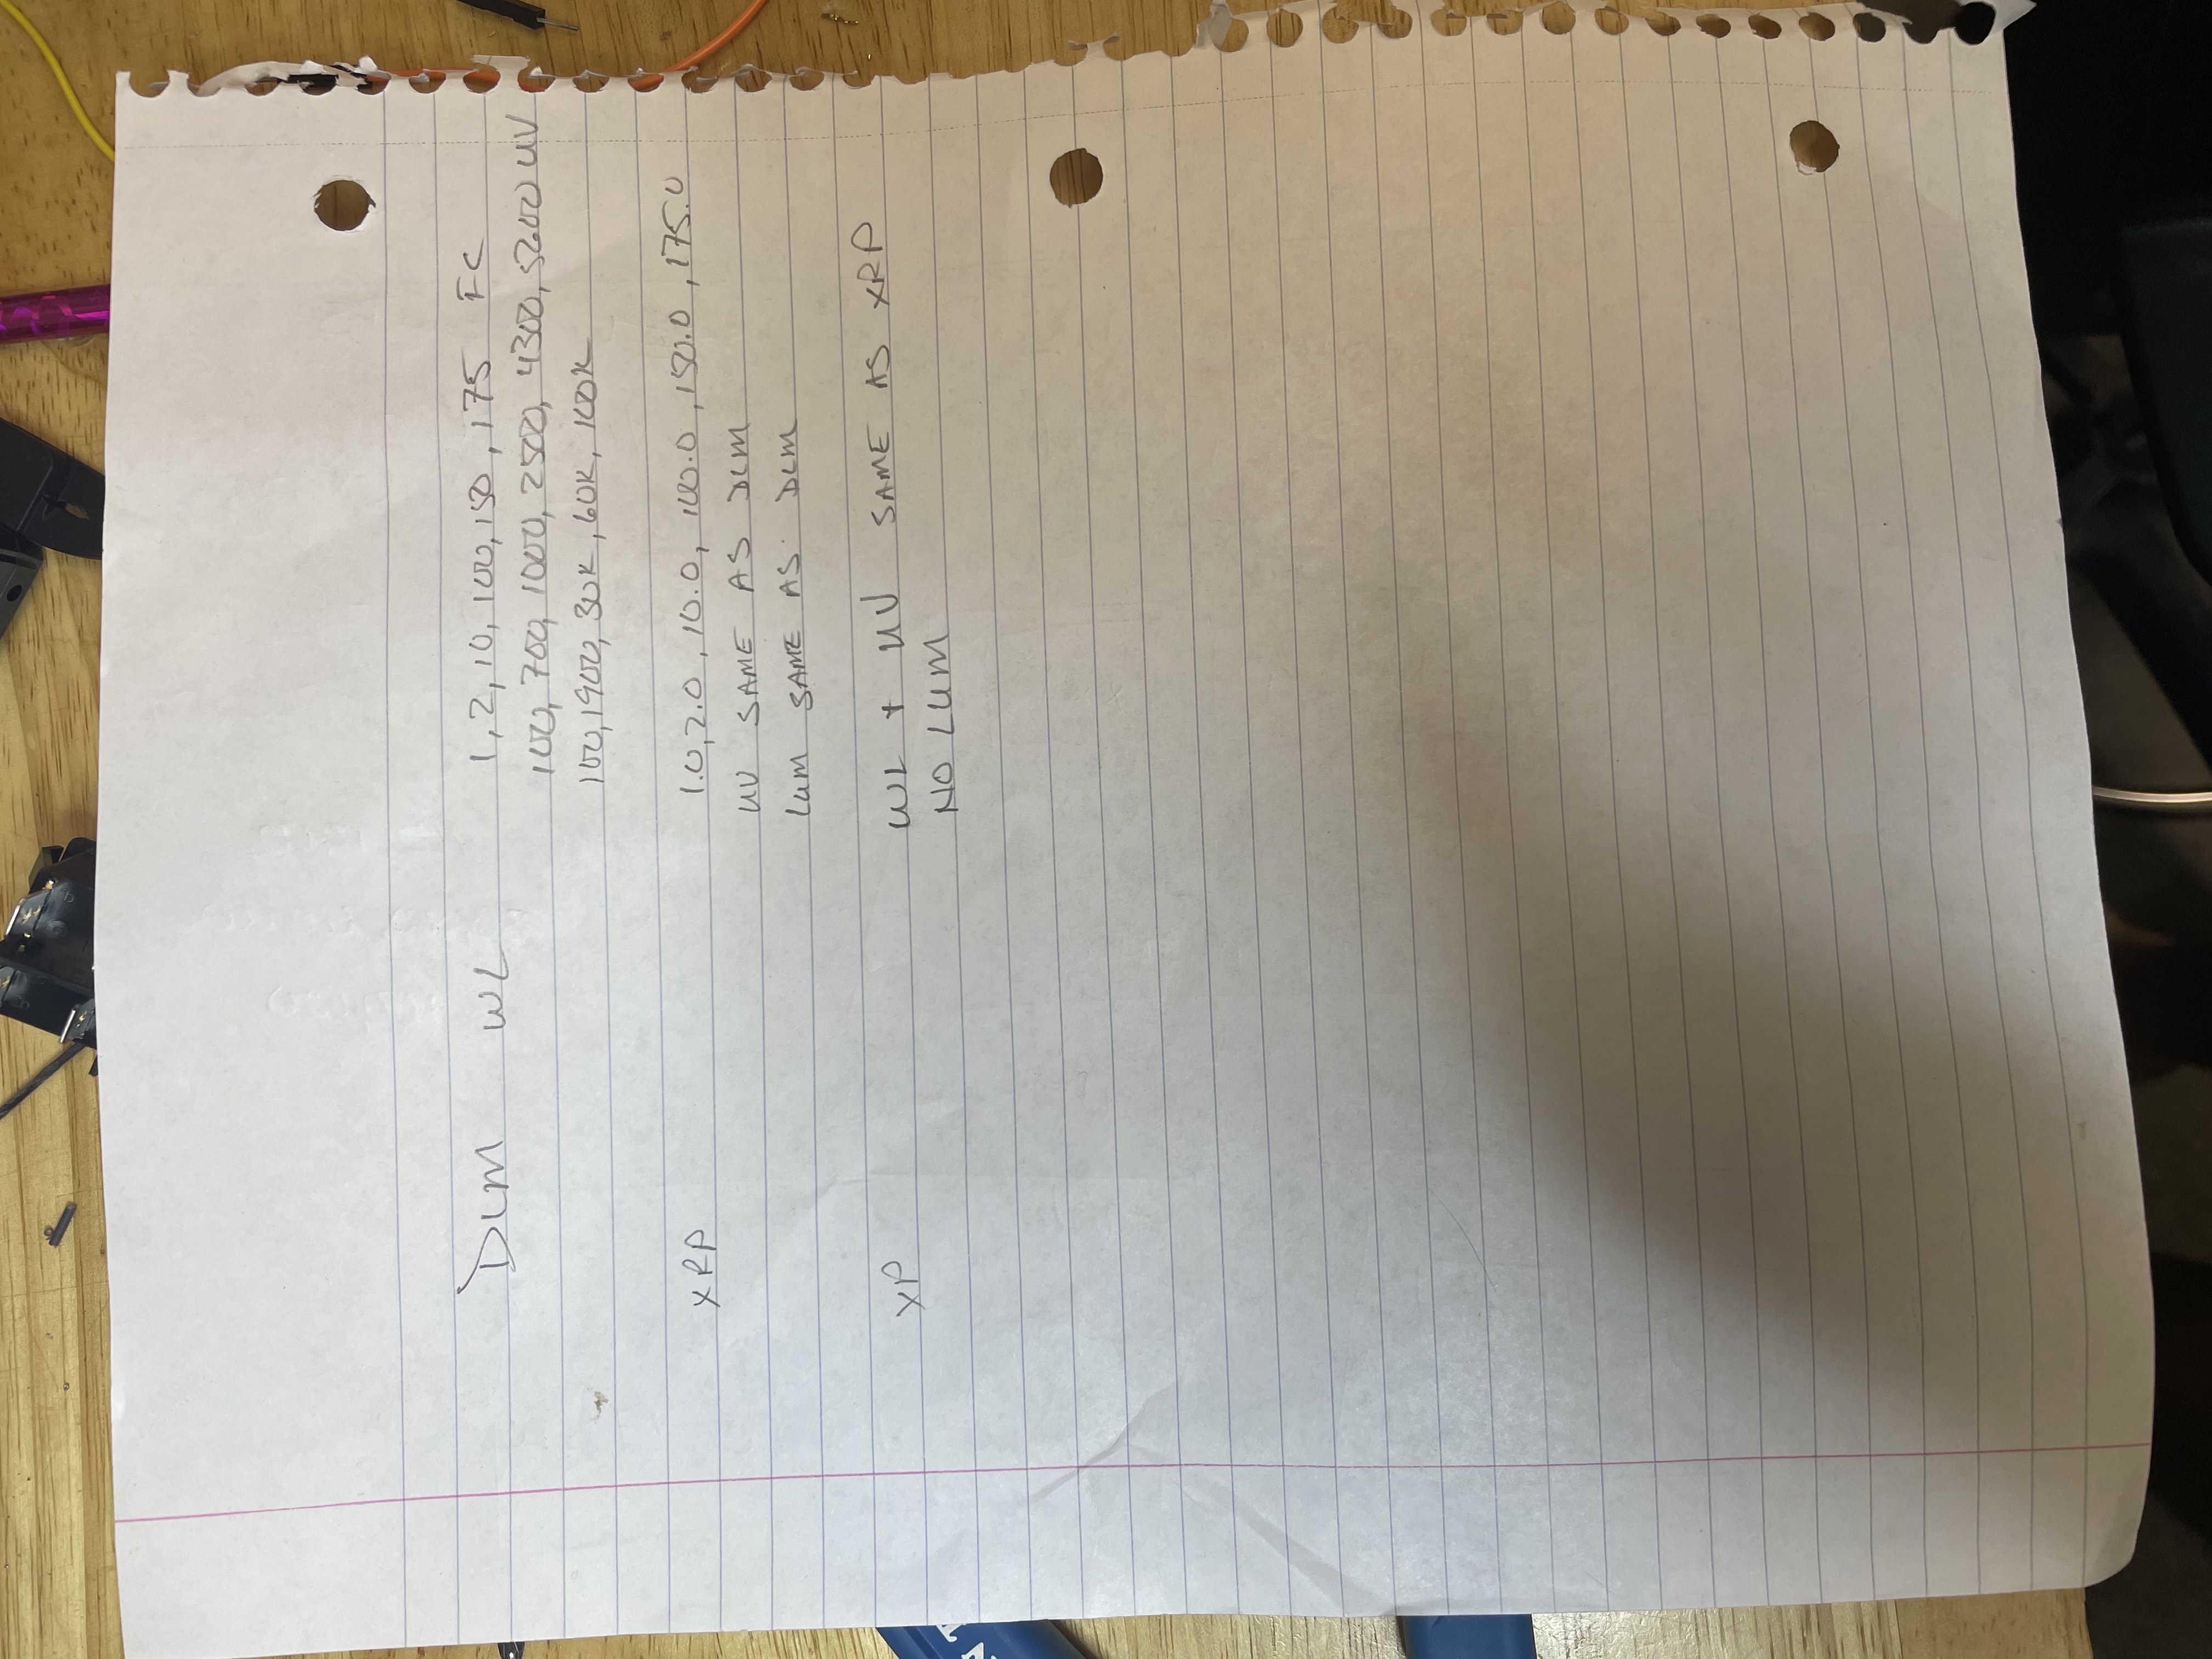 DLM WL 1, 2, 10, 100, 150, 175 FC
100, 700, 1000, 2500, 4300, 5200 UV
100, 1900, 30K, 60K, 100K
XRP 1.0, 2.0, 10.0, 100.0, 150.0, 175.0
UV SAME AS DLM
LUM SAME AS DLM
XP WL + UV SAME AS XRP
NO LUM